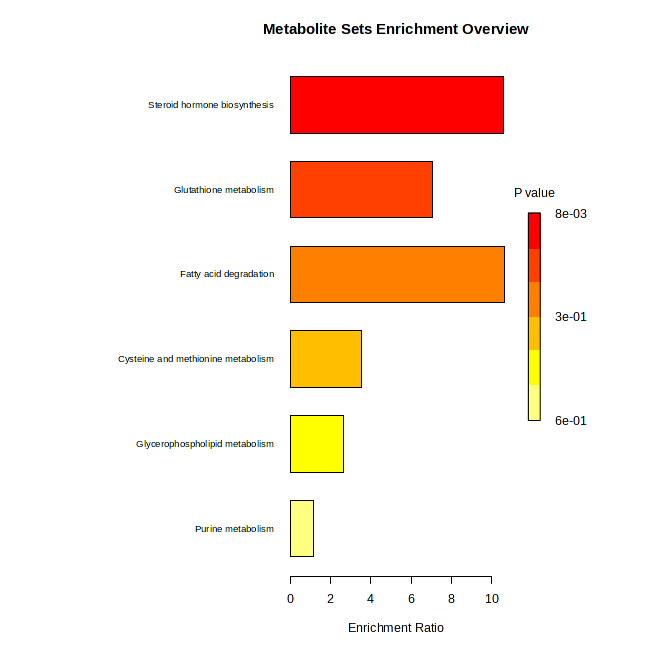 Metabolite Sets Enrichment Overview
Steroid hormone biosynthesis
Glutathione metabolism
Fatty acid degradation
Cysteine and methionine metabolism
Glycerophospholipid metabolism
Purine metabolism
P value
8e-03
3e-01
6e-01
0 2 4 6 8 10
Enrichment Ratio